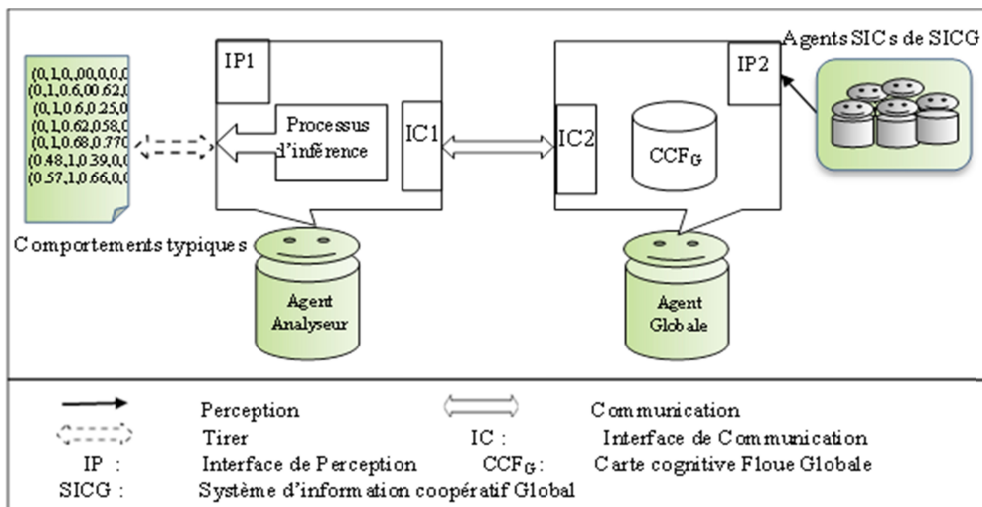 Agents SICs de SICG
IP1
IP2
(0,1,0,,00,0,0,0
(0,1,0.6,00.62,0
(0,1,0.6,0.25,0
(0,1,0.62,058,0
(0,1,0.68,0.770
(0.48,1,0.39,0,0
(0.57,1,0.66,0,0
Processus
d'inférence
IC1
IC2
CCFG
Comportements typiques
Agent
Analyseur
Agent
Globale
Perception
Communication
Tirer
IC :
Interface de Communication
IP :
Interface de Perception
CCFG :
Carte cognitive Floue Globale
SICG :
Système d'information coopératif Global